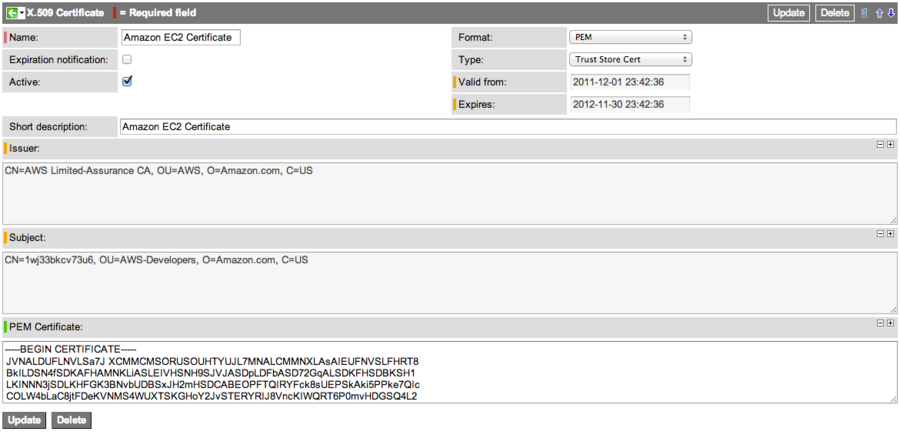 X.509 Certificate = Required field Update Delete
Name: Amazon EC2 Certificate Format: PEM
Expiration notification: Type: Trust Store Cert
Active: Valid from: 2011-12-01 23:42:36
Expires: 2012-11-30 23:42:36
Short description: Amazon EC2 Certificate
Issuer:
CN=AWS Limited-Assurance CA, OU=AWS, O=Amazon.com, C=US
Subject:
CN=1wj33bkcv73u6, OU=AWS-Developers, O=Amazon.com, C=US
PEM Certificate:
-----BEGIN CERTIFICATE-----
JVNALDUFLNVLSa7J XCMMCMSORUSOUHTYUJL7MNALCMMNXLAsAIEUFNVSLFHRT8
BkILDSN4fSDKAFHAMNKLiASLEIVHSNH9SJVJASDpLDFbASD72GqALSDKFHSDBKSH1
LKINNN3jSDLKHFGK3BNvbUDBSxJH2mHSDCABEOPFTQIRYFck8sUEPSkAki5PPke7QIc
COLW4bLaC8jtFDeKVNMS4WUXTSKGHoY2JvSTERYRIJ8VncKIWQRT6P0mvHDGSQ4L2
Update Delete